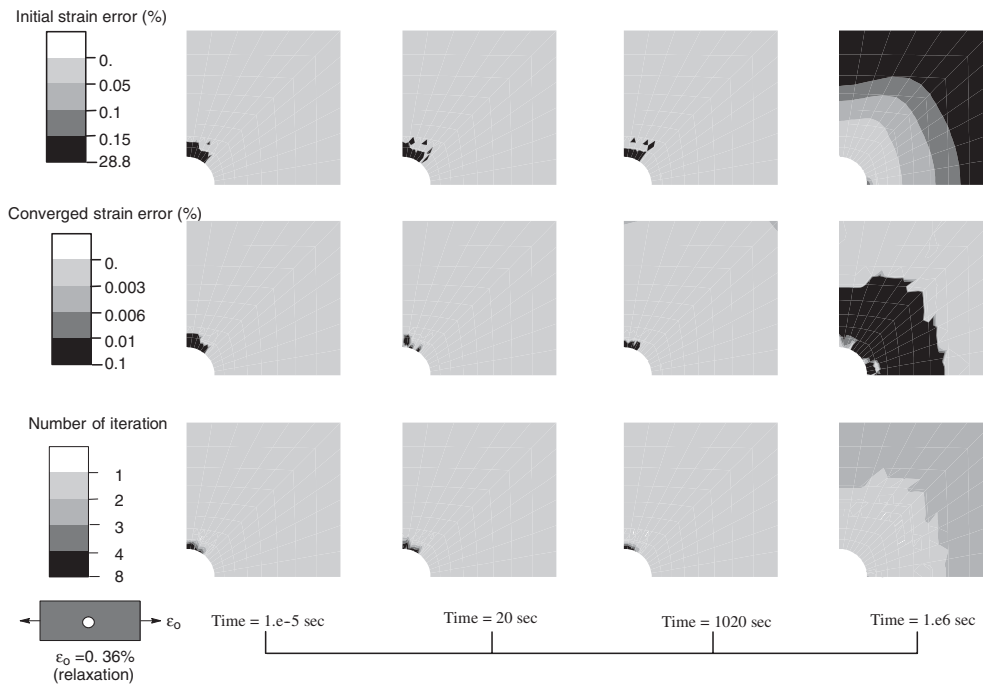 Initial strain error (%)
0.
0.05
0.1
0.15
28.8
Converged strain error (%)
0.
0.003
0.006
0.01
0.1
Number of iteration
1
2
3
4
8
εo
εo =0. 36%
(relaxation)
Time = 1.e-5 sec
Time = 20 sec
Time = 1020 sec
Time = 1.e6 sec